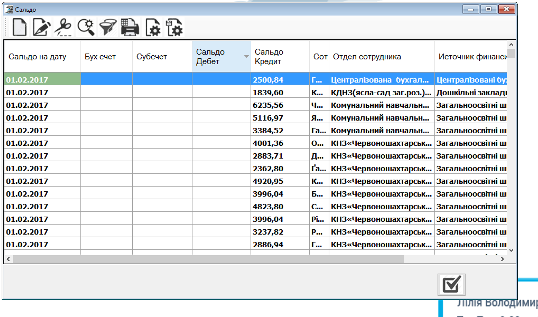 Сальдо
Сальдо на дату Бух счет Субсчет Сальдо Дебет Сальдо Кредит Сот Отдел сотрудника Источник финанси
01.02.2017 2500,84 Г... Централізована бухгал... Централізовані бух
01.02.2017 1839,60 К... КДНЗ(ясла-сад заг.роз.)... Дошкільні заклади
01.02.2017 6235,56 Ч... Комунальний навчальн... Загальноосвітні ш
01.02.2017 5116,97 Я... Комунальний навчальн... Загальноосвітні ш
01.02.2017 3384,52 Га... Комунальний навчальн... Загальноосвітні ш
01.02.2017 4001,36 О... КНЗ«Червоношахтарськ... Загальноосвітні ш
01.02.2017 2883,71 Д... КНЗ«Червоношахтарськ... Загальноосвітні ш
01.02.2017 2362,80 Га... КНЗ«Червоношахтарськ... Загальноосвітні ш
01.02.2017 4920,95 К... КНЗ«Червоношахтарськ... Загальноосвітні ш
01.02.2017 3996,04 Б... КНЗ«Червоношахтарськ... Загальноосвітні ш
01.02.2017 4823,80 С... КНЗ«Червоношахтарськ... Загальноосвітні ш
01.02.2017 3996,04 Рі... КНЗ«Червоношахтарськ... Загальноосвітні ш
01.02.2017 3237,82 Р... КНЗ«Червоношахтарськ... Загальноосвітні ш
01.02.2017 2886,94 Г... КНЗ«Червоношахтарськ... Загальноосвітні ш
Лілія Володимир